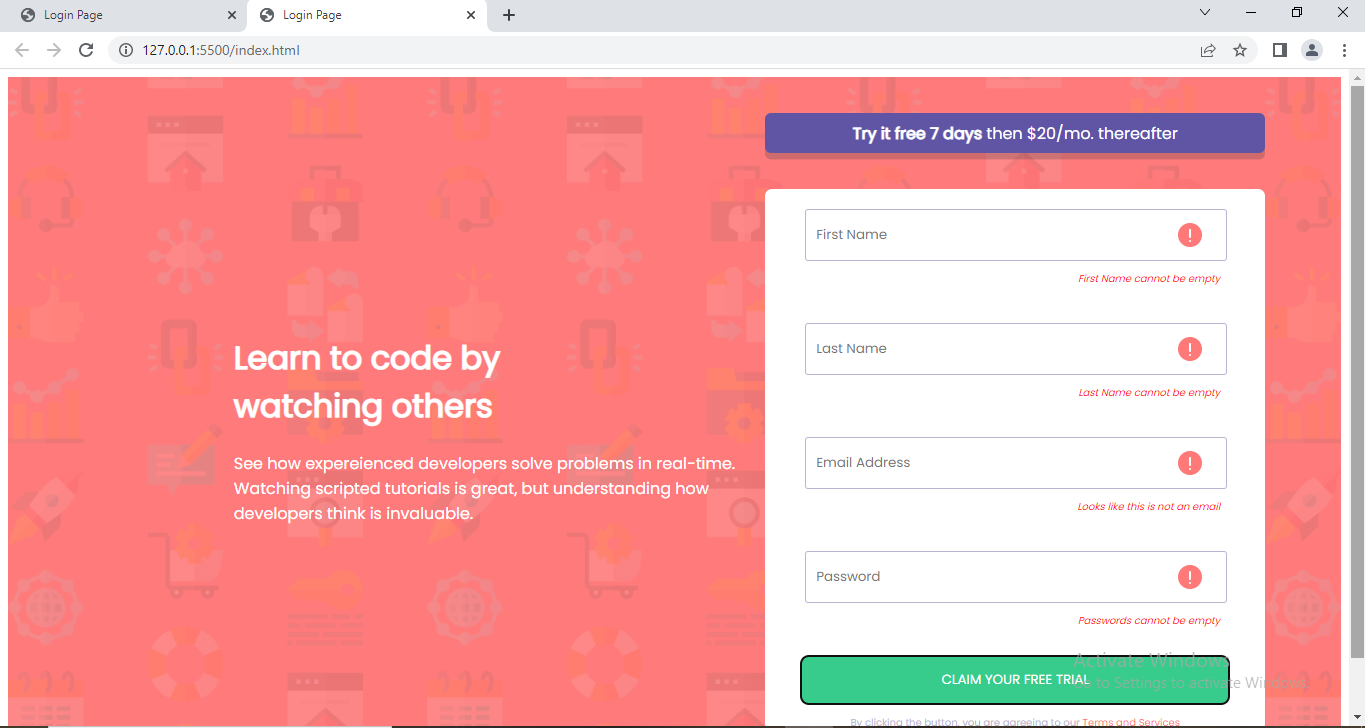 Login Page
Login Page
127.0.0.1:5500/index.html
Try it free 7 days then $20/mo. thereafter
First Name
First Name cannot be empty
Last Name
Last Name cannot be empty
Learn to code by
watching others
See how expereienced developers solve problems in real-time.
Watching scripted tutorials is great, but understanding how
developers think is invaluable.
Email Address
Looks like this is not an email
Password
Passwords cannot be empty
Activate Windows
CLAIM YOUR FREE TRIAL
Go to Settings to activate Windows.
By clicking the button, you are agreeing to our Terms and Services